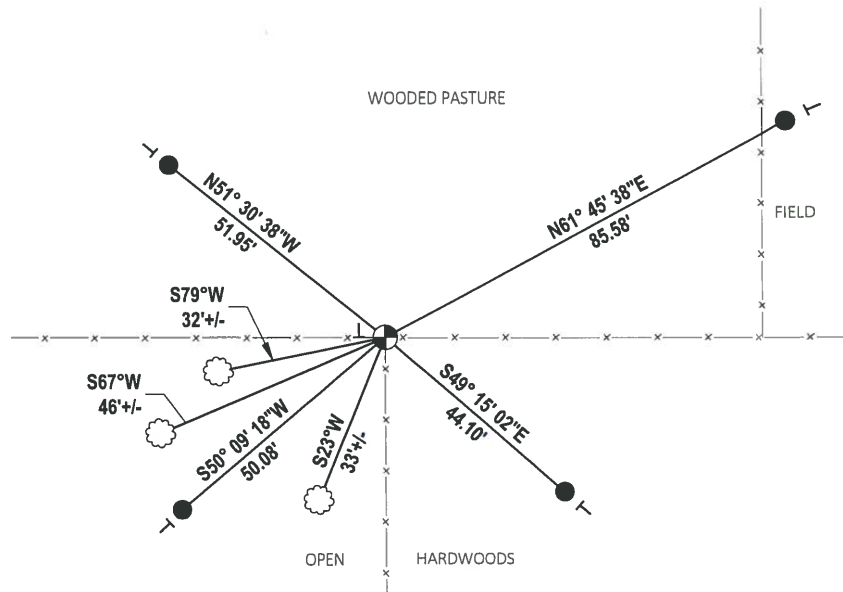 WOODED PASTURE
N51° 30' 38"W
51.95'
N61° 45' 38"E
85.58'
FIELD
S79°W
32'+/-
S67°W
46'+/-
S50° 09' 18"W
50.08'
S23°W
33'+/-
S49° 15' 02"E
44.10'
OPEN
HARDWOODS